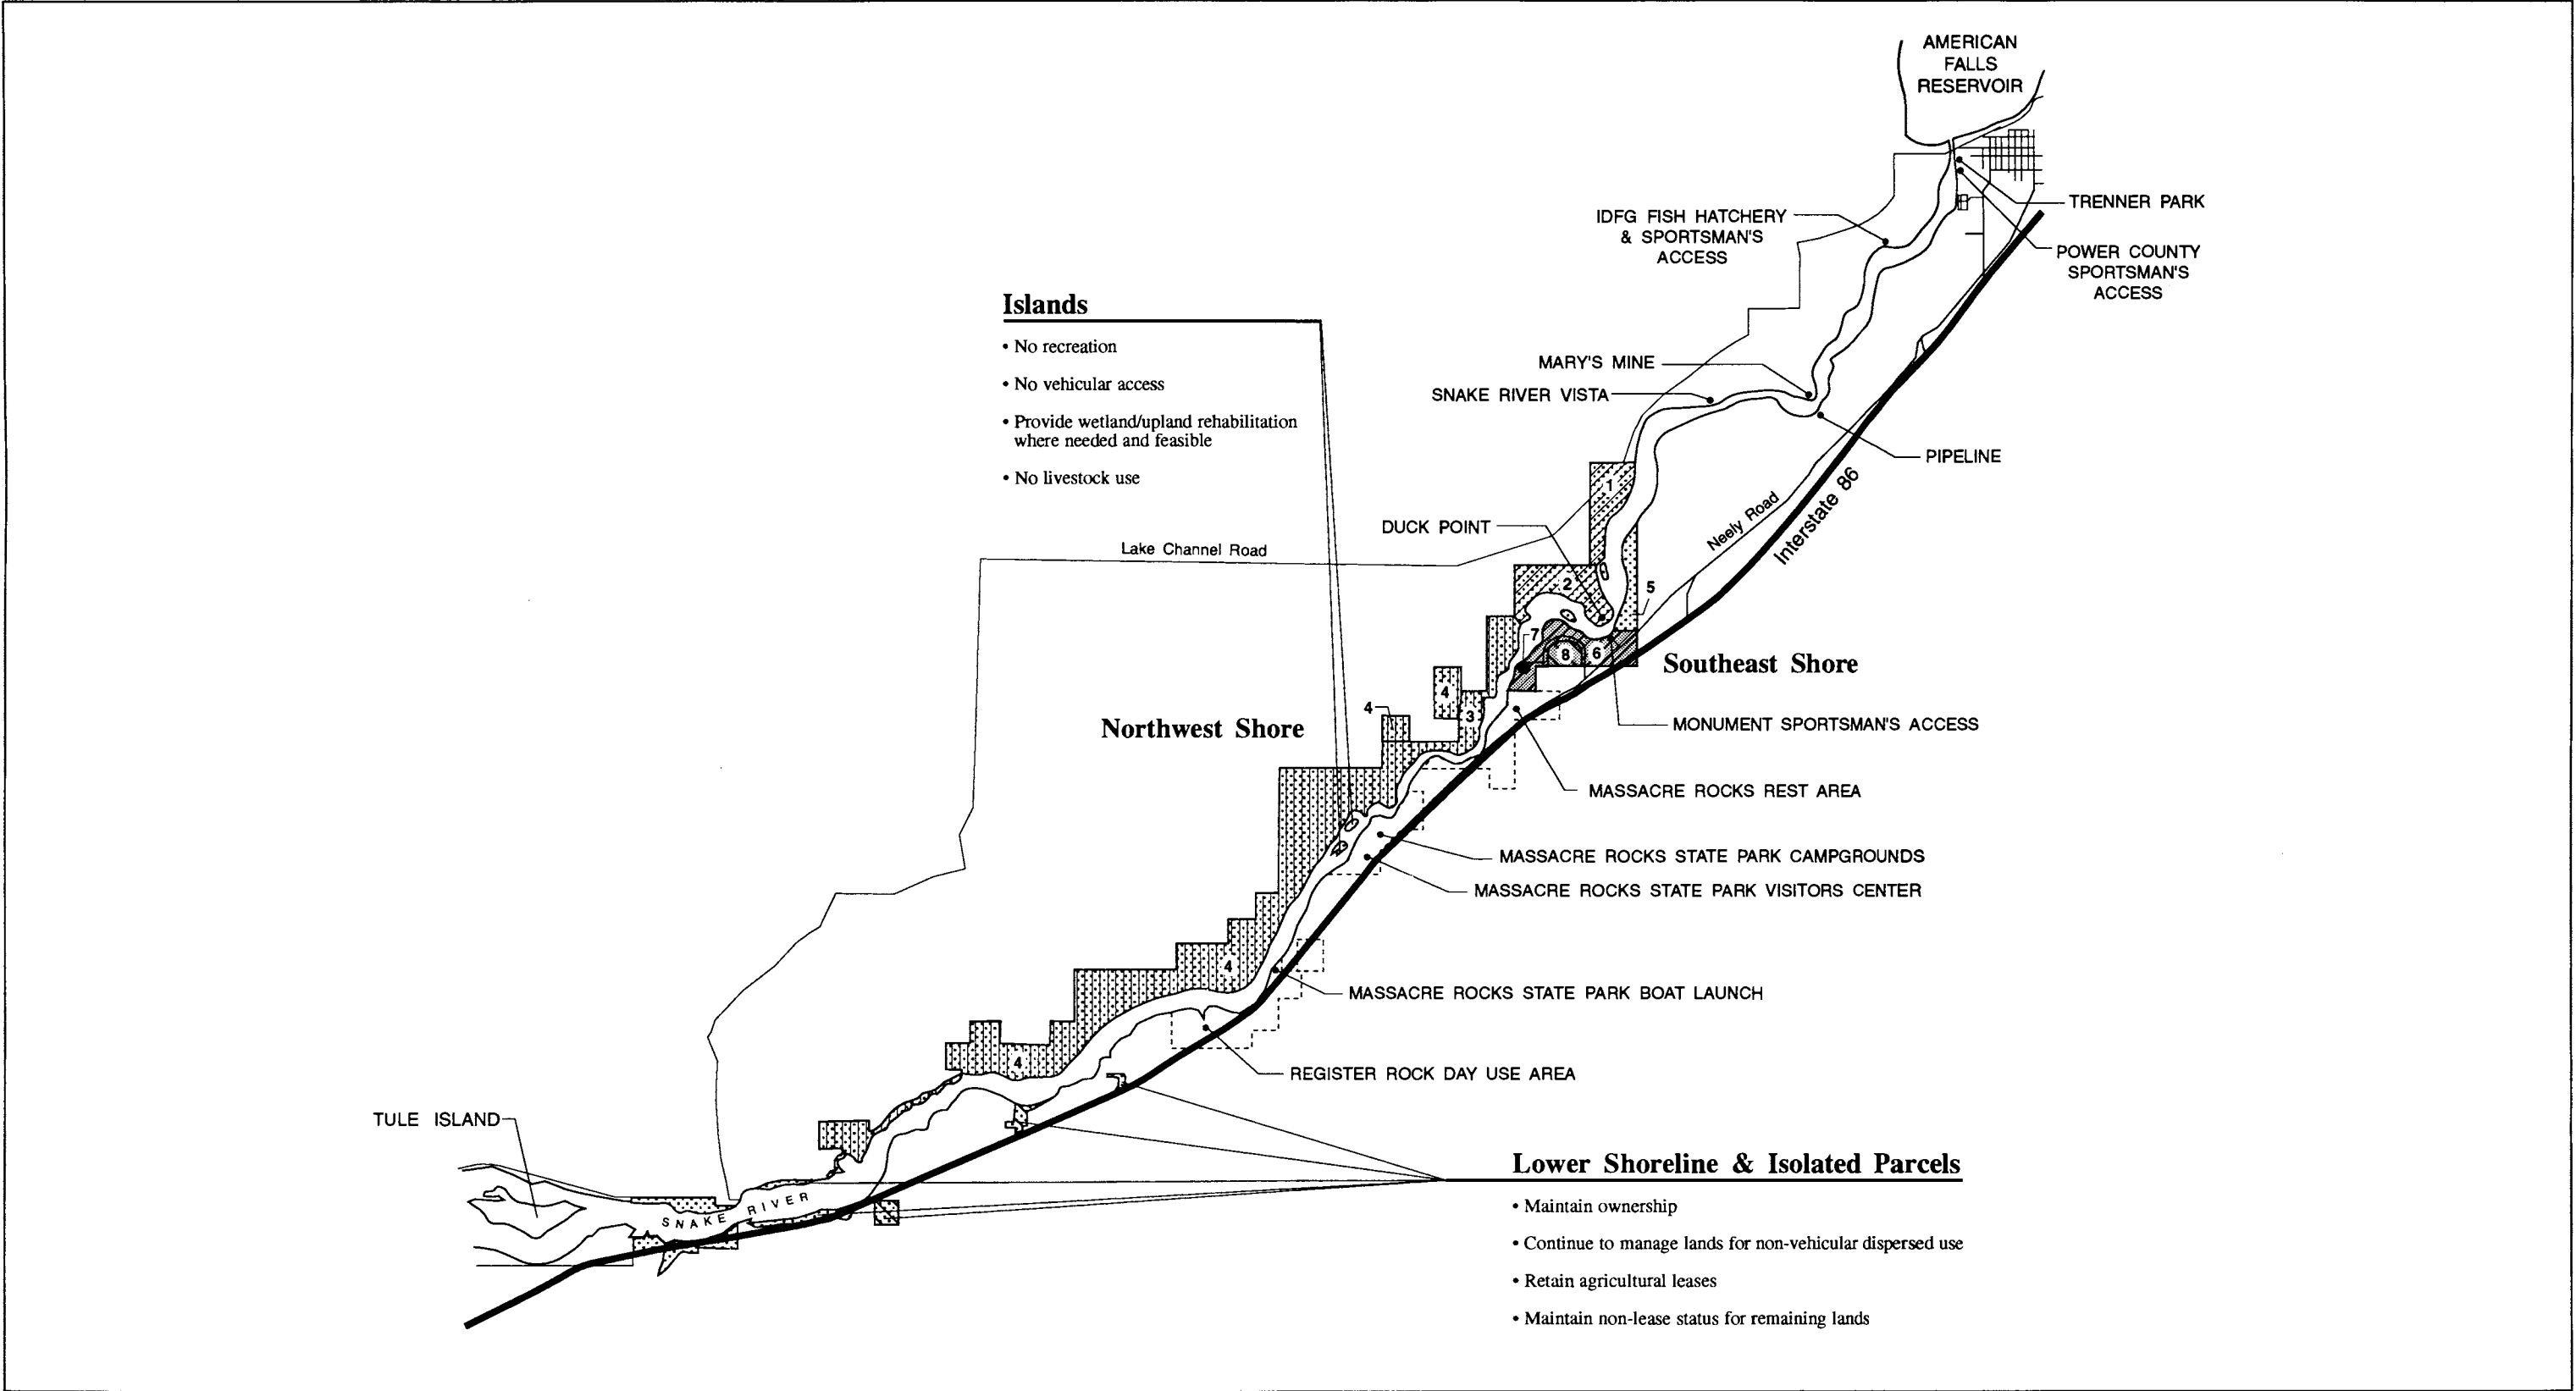 AMERICAN
FALLS
RESERVOIR
TRENNER PARK
IDFG FISH HATCHERY
& SPORTSMAN'S
ACCESS
POWER COUNTY
SPORTSMAN'S
ACCESS
Islands
• No recreation
• No vehicular access
• Provide wetland/upland rehabilitation
where needed and feasible
• No livestock use
MARY'S MINE
SNAKE RIVER VISTA
PIPELINE
Neely Road
Interstate 86
1
DUCK POINT
Lake Channel Road
2
5
7
8
6
Southeast Shore
4
3
4
Northwest Shore
MONUMENT SPORTSMAN'S ACCESS
MASSACRE ROCKS REST AREA
MASSACRE ROCKS STATE PARK CAMPGROUNDS
MASSACRE ROCKS STATE PARK VISITORS CENTER
4
MASSACRE ROCKS STATE PARK BOAT LAUNCH
4
REGISTER ROCK DAY USE AREA
TULE ISLAND
SNAKE RIVER
Lower Shoreline & Isolated Parcels
• Maintain ownership
• Continue to manage lands for non-vehicular dispersed use
• Retain agricultural leases
• Maintain non-lease status for remaining lands